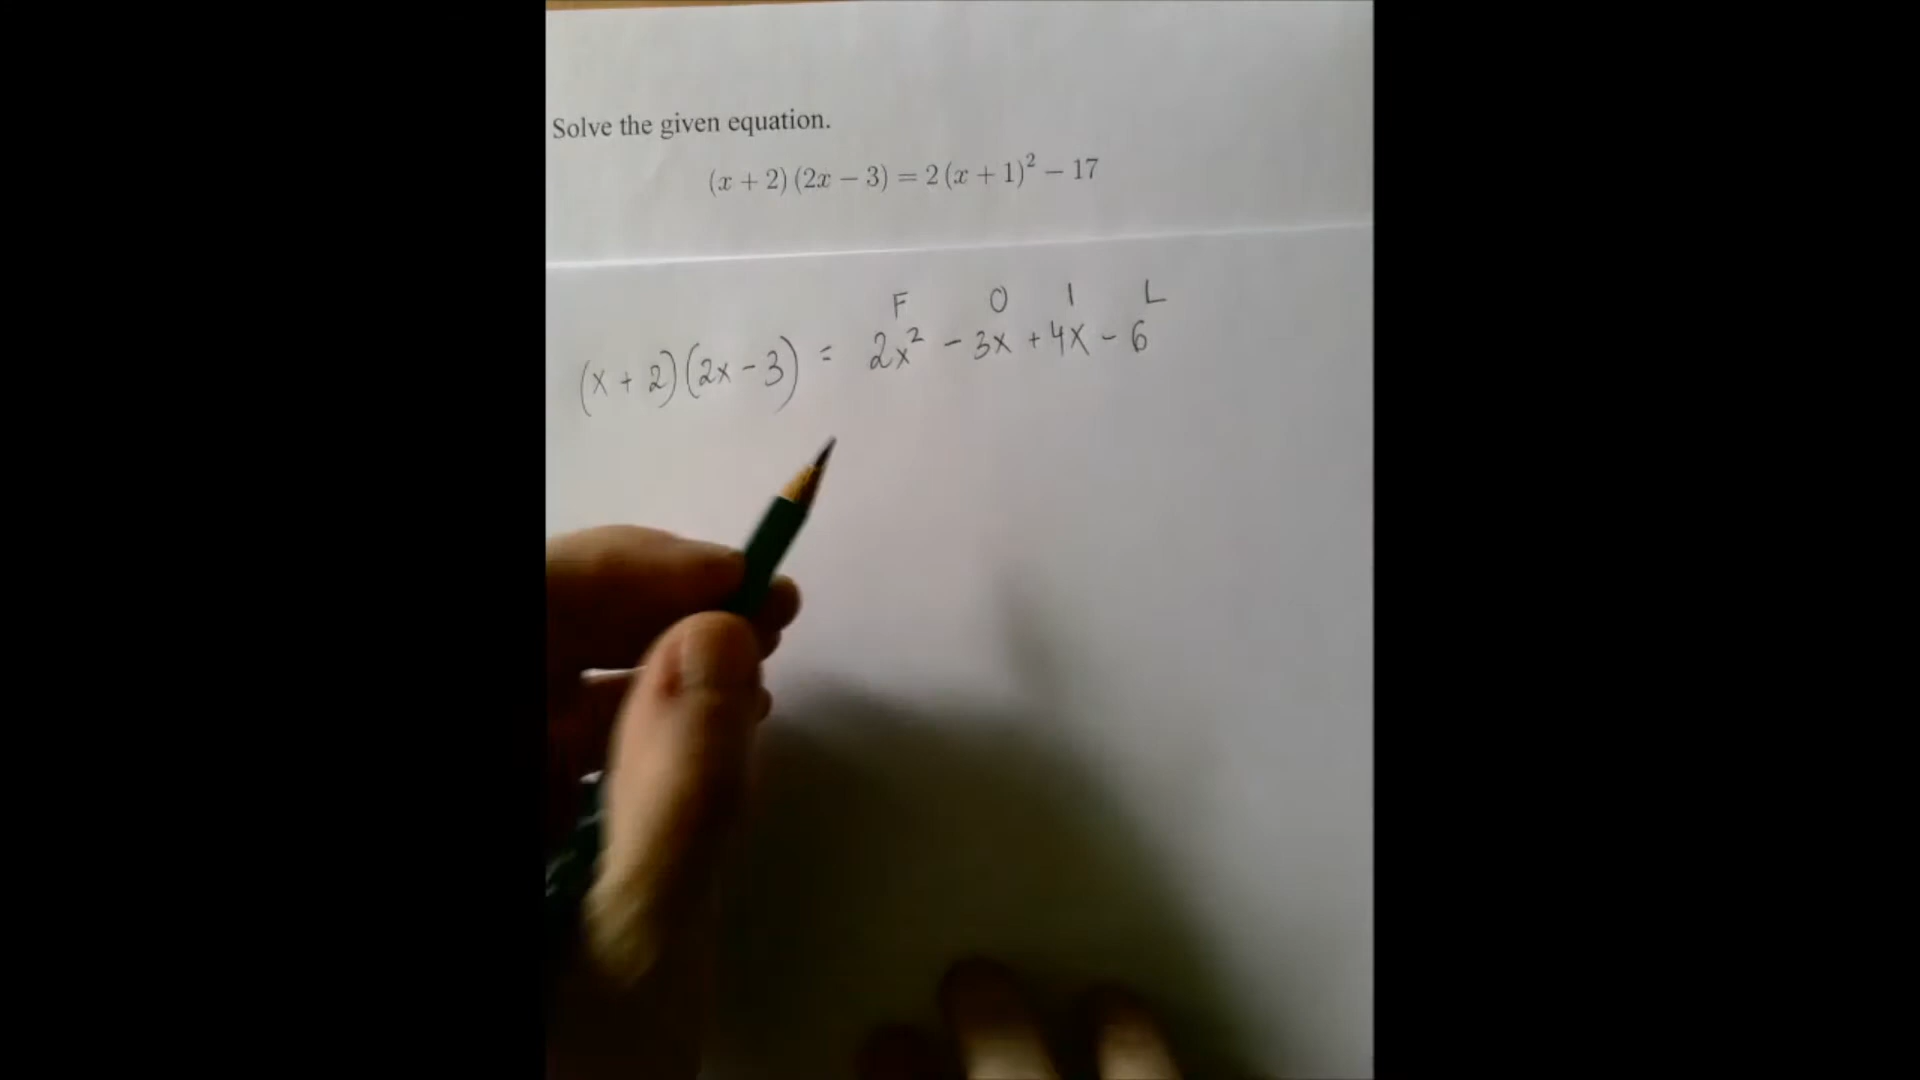 Solve the given equation.
(x + 2) (2x − 3) = 2 (x + 1)² − 17
F O I L
(x + 2)(2x - 3) = 2x² - 3x + 4x - 6